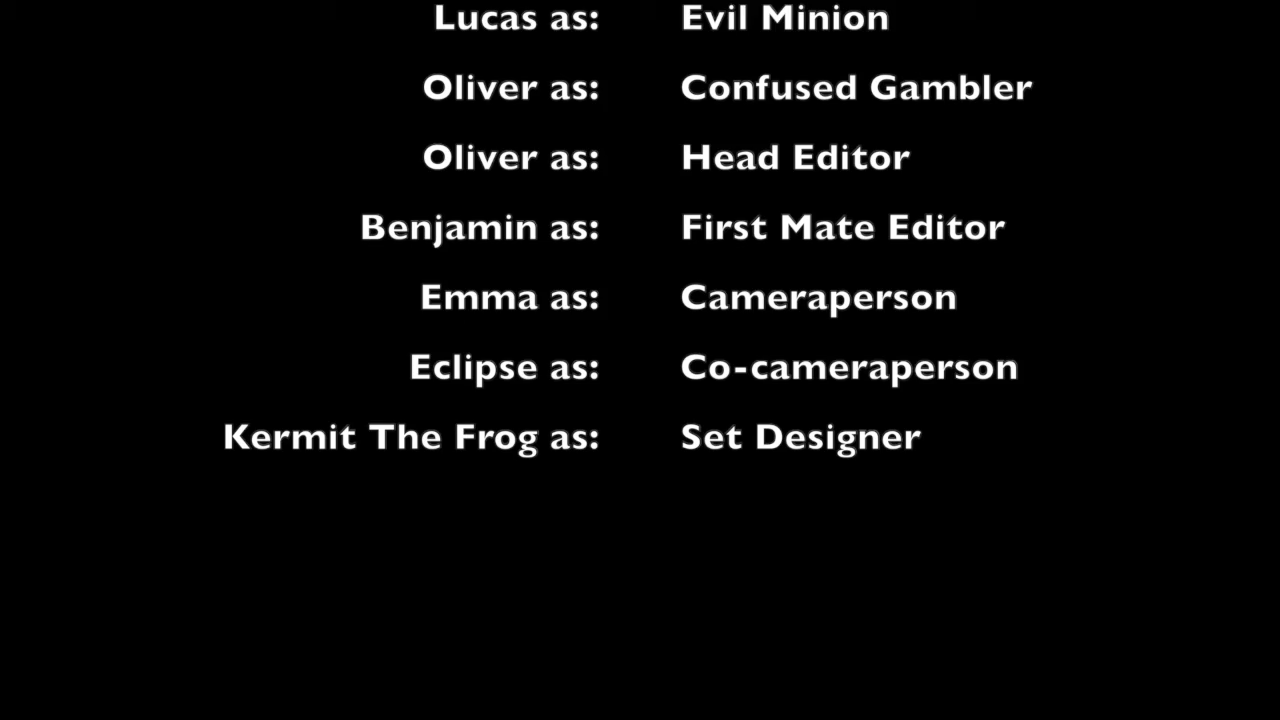 Lucas as: Evil Minion
Oliver as: Confused Gambler
Oliver as: Head Editor
Benjamin as: First Mate Editor
Emma as: Cameraperson
Eclipse as: Co-cameraperson
Kermit The Frog as: Set Designer